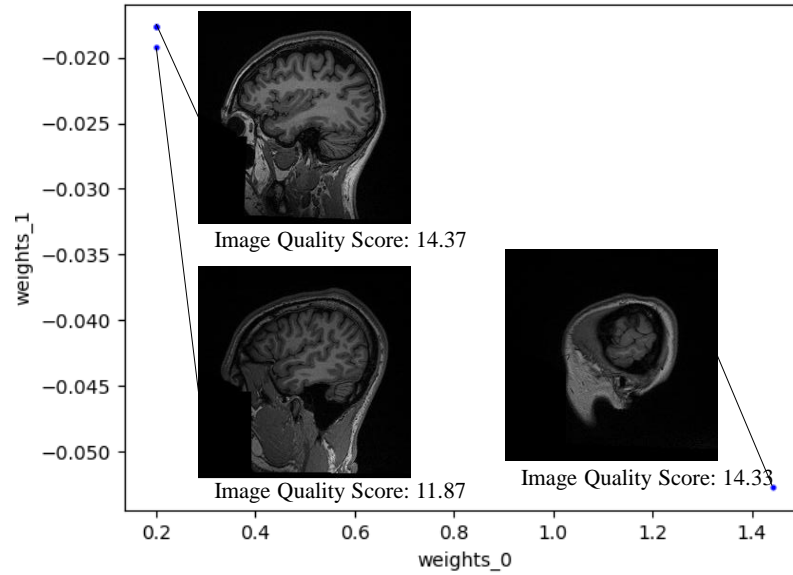 −0.020
−0.025
−0.030
−0.035
−0.040
−0.045
−0.050
weights_1
Image Quality Score: 14.37
Image Quality Score: 11.87
Image Quality Score: 14.33
0.2 0.4 0.6 0.8 1.0 1.2 1.4
weights_0